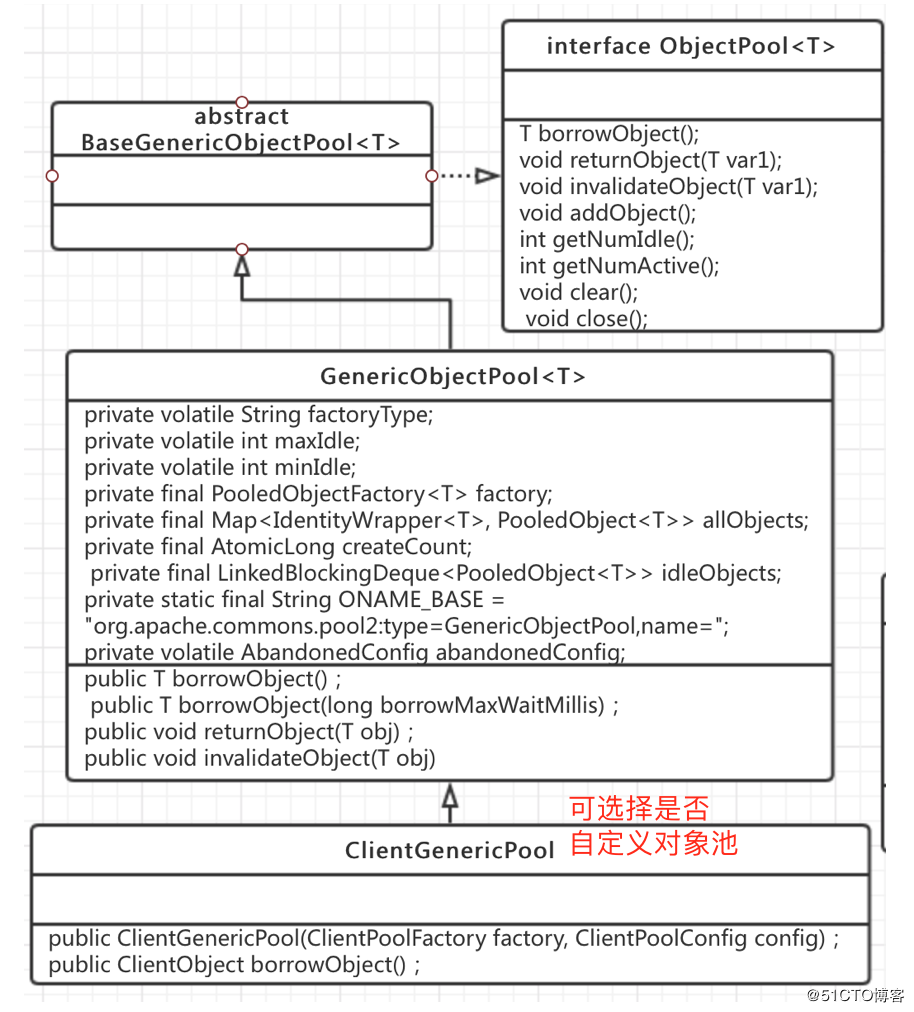 interface ObjectPool<T>
T borrowObject();
void returnObject(T var1);
void invalidateObject(T var1);
void addObject();
int getNumIdle();
int getNumActive();
void clear();
void close();
abstract
BaseGenericObjectPool<T>
GenericObjectPool<T>
private volatile String factoryType;
private volatile int maxIdle;
private volatile int minIdle;
private final PooledObjectFactory<T> factory;
private final Map<IdentityWrapper<T>, PooledObject<T>> allObjects;
private final AtomicLong createCount;
private final LinkedBlockingDeque<PooledObject<T>> idleObjects;
private static final String ONAME_BASE =
"org.apache.commons.pool2:type=GenericObjectPool,name=";
private volatile AbandonedConfig abandonedConfig;
public T borrowObject() ;
public T borrowObject(long borrowMaxWaitMillis) ;
public void returnObject(T obj) ;
public void invalidateObject(T obj)
可选择是否
自定义对象池
ClientGenericPool
public ClientGenericPool(ClientPoolFactory factory, ClientPoolConfig config) ;
public ClientObject borrowObject() ;
@51CTO博客